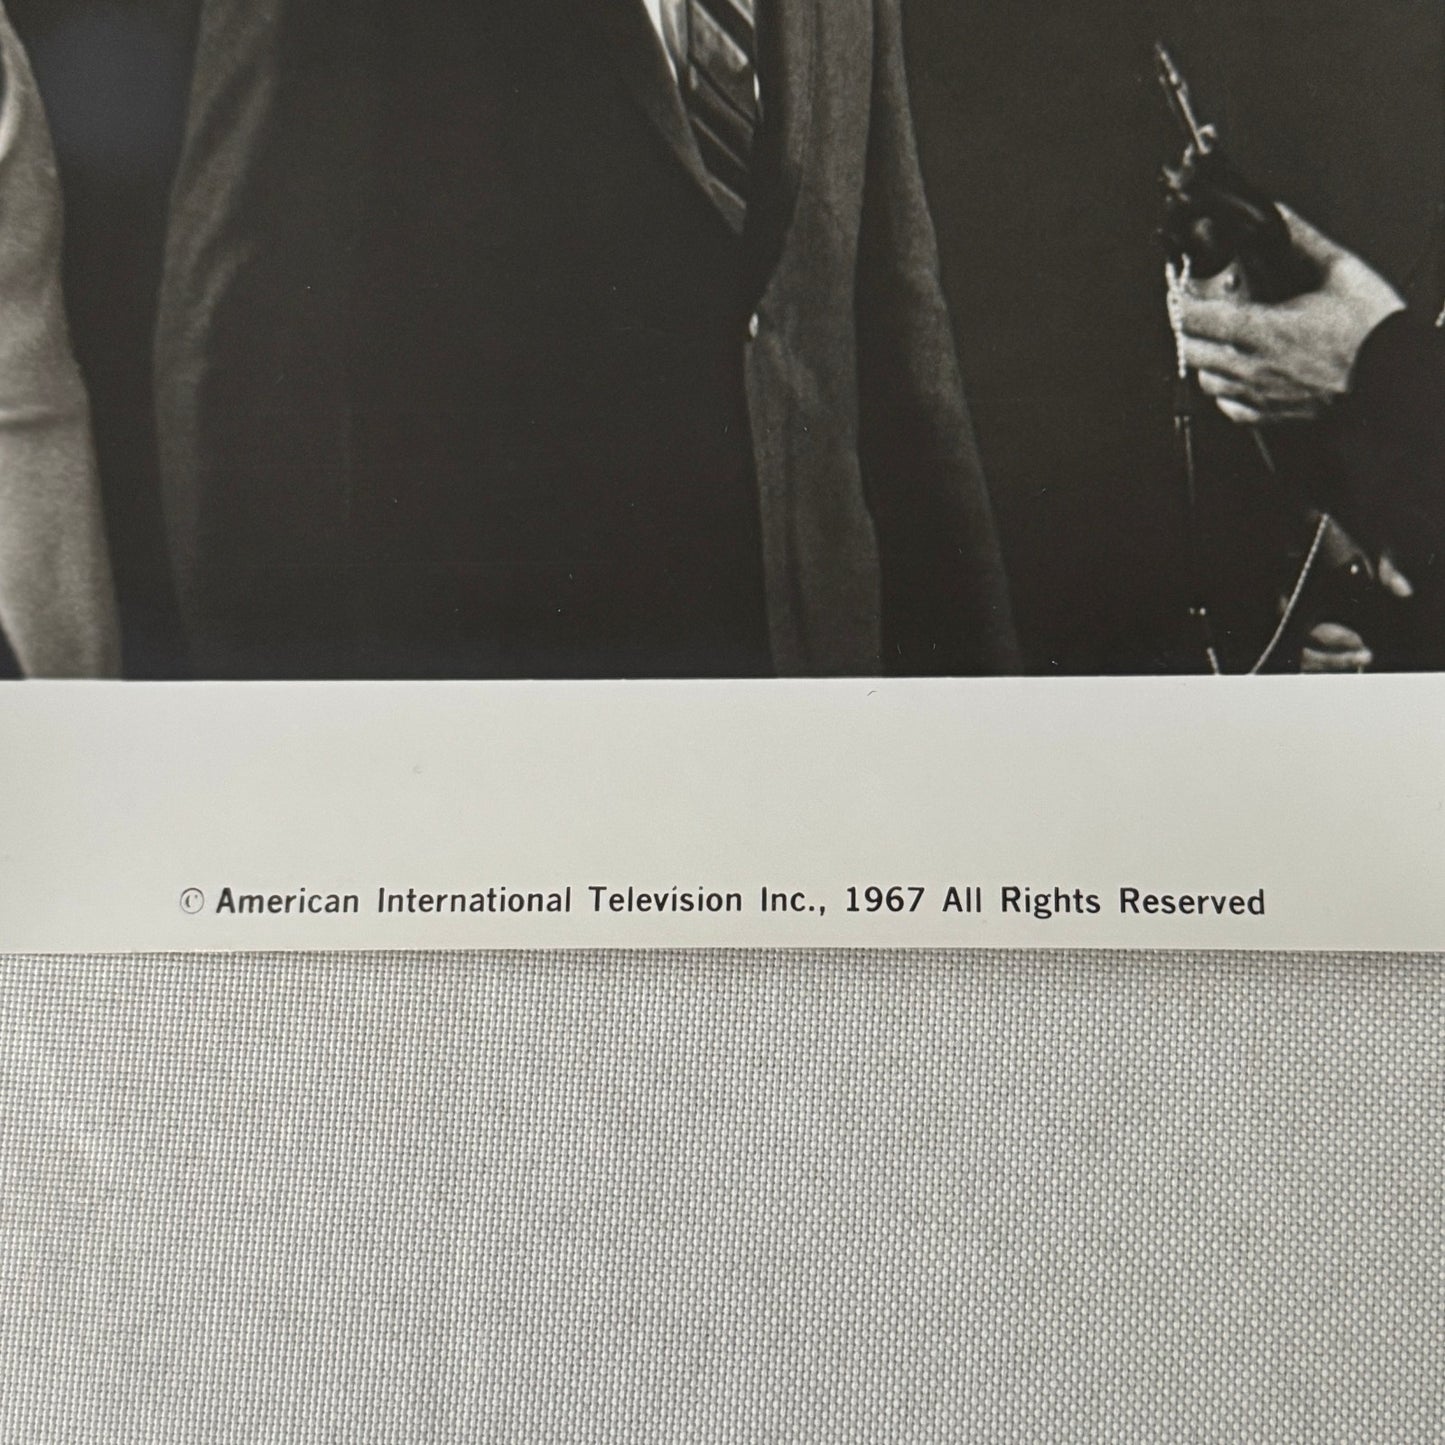 © American International Television Inc., 1967 All Rights Reserved